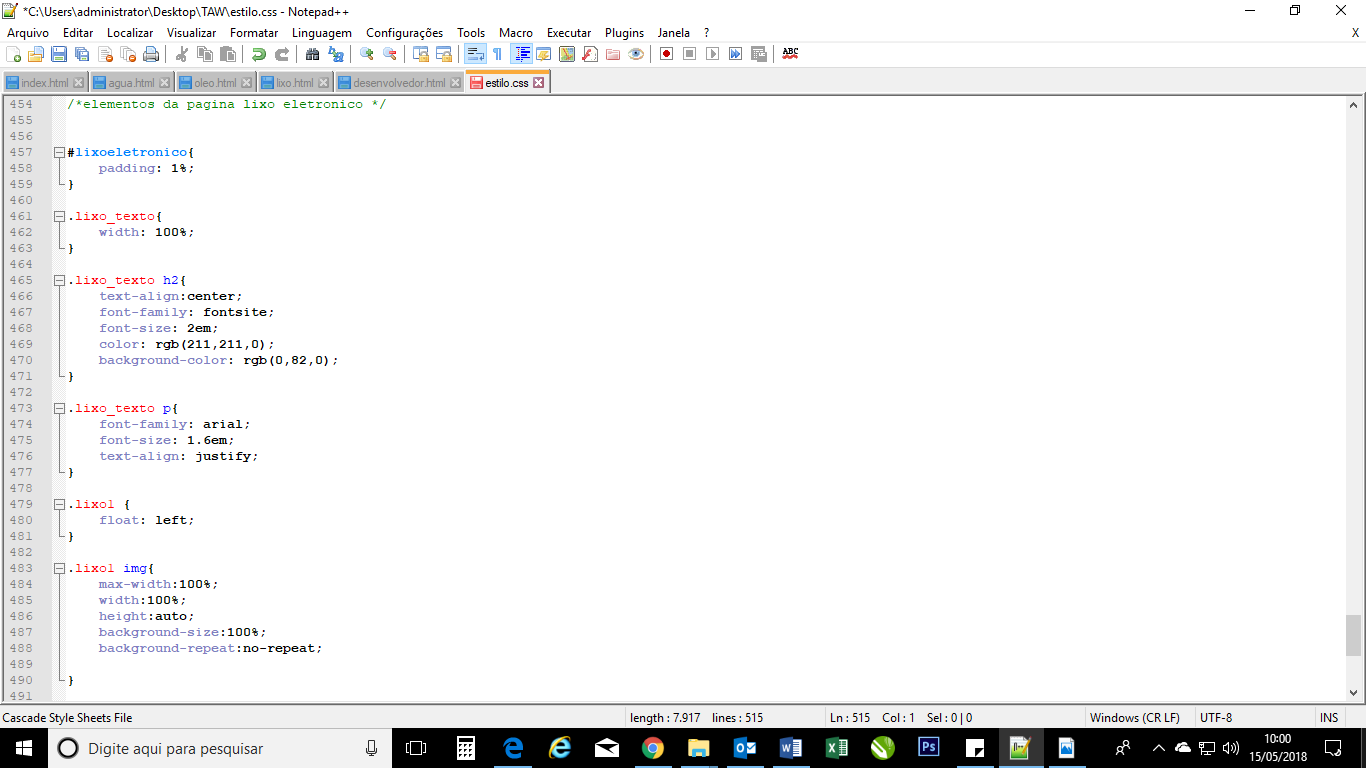 *C:\Users\administrator\Desktop\TAW\estilo.css - Notepad++
Arquivo Editar Localizar Visualizar Formatar Linguagem Configurações Tools Macro Executar Plugins Janela ? X
index.html agua.html oleo.html lixo.html desenvolvedor.html estilo.css
454 /*elementos da pagina lixo eletronico */
455
456
457 #lixoeletronico{
458 padding: 1%;
459 }
460
461 .lixo_texto{
462 width: 100%;
463 }
464
465 .lixo_texto h2{
466 text-align:center;
467 font-family: fontsite;
468 font-size: 2em;
469 color: rgb(211,211,0);
470 background-color: rgb(0,82,0);
471 }
472
473 .lixo_texto p{
474 font-family: arial;
475 font-size: 1.6em;
476 text-align: justify;
477 }
478
479 .lixo1 {
480 float: left;
481 }
482
483 .lixo1 img{
484 max-width:100%;
485 width:100%;
486 height:auto;
487 background-size:100%;
488 background-repeat:no-repeat;
489
490 }
491
Cascade Style Sheets File length : 7.917 lines : 515 Ln : 515 Col : 1 Sel : 0 | 0 Windows (CR LF) UTF-8 INS
Digite aqui para pesquisar
10:00
15/05/2018